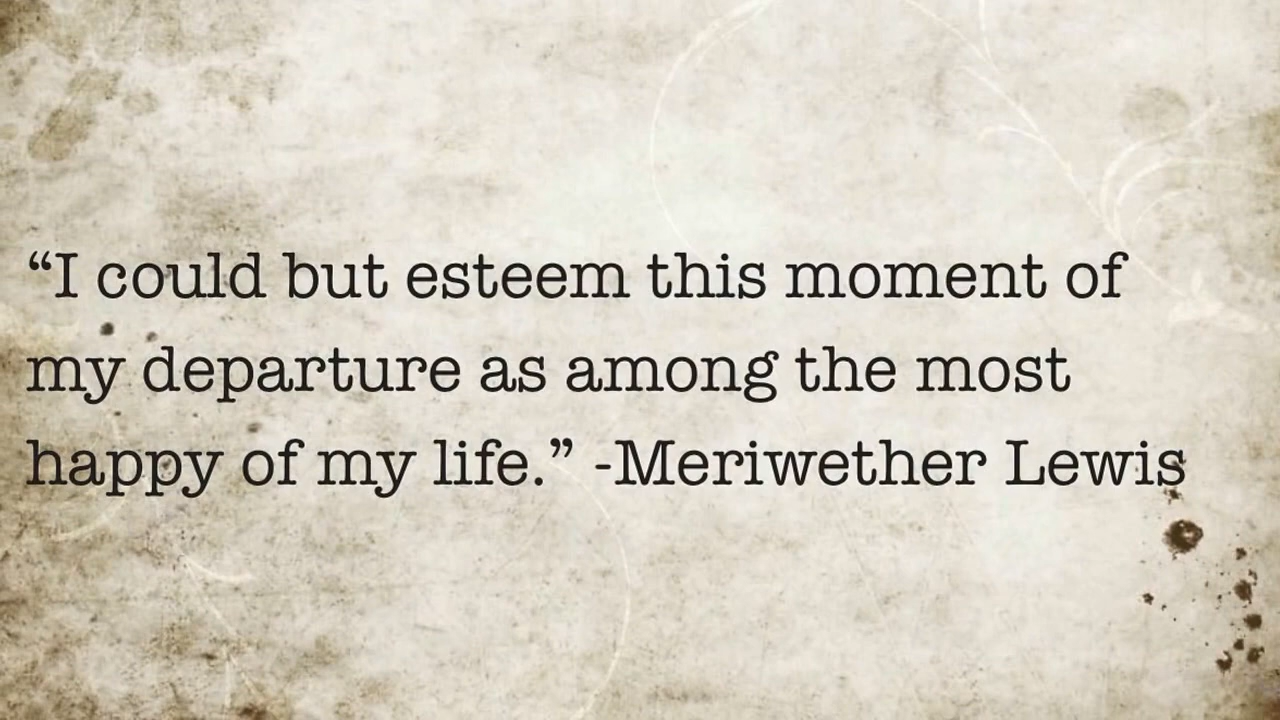 “I could but esteem this moment of
my departure as among the most
happy of my life.” -Meriwether Lewis